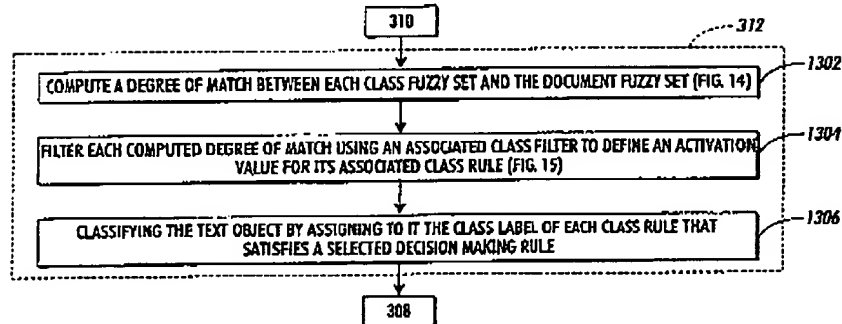 310
312
COMPUTE A DEGREE OF MATCH BETWEEN EACH CLASS FUZZY SET AND THE DOCUMENT FUZZY SET (FIG. 14)
1302
FILTER EACH COMPUTED DEGREE OF MATCH USING AN ASSOCIATED CLASS FILTER TO DEFINE AN ACTIVATION
VALUE FOR ITS ASSOCIATED CLASS RULE (FIG. 15)
1304
CLASSIFYING THE TEXT OBJECT BY ASSIGNING TO IT THE CLASS LABEL OF EACH CLASS RULE THAT
SATISFIES A SELECTED DECISION MAKING RULE
1306
308